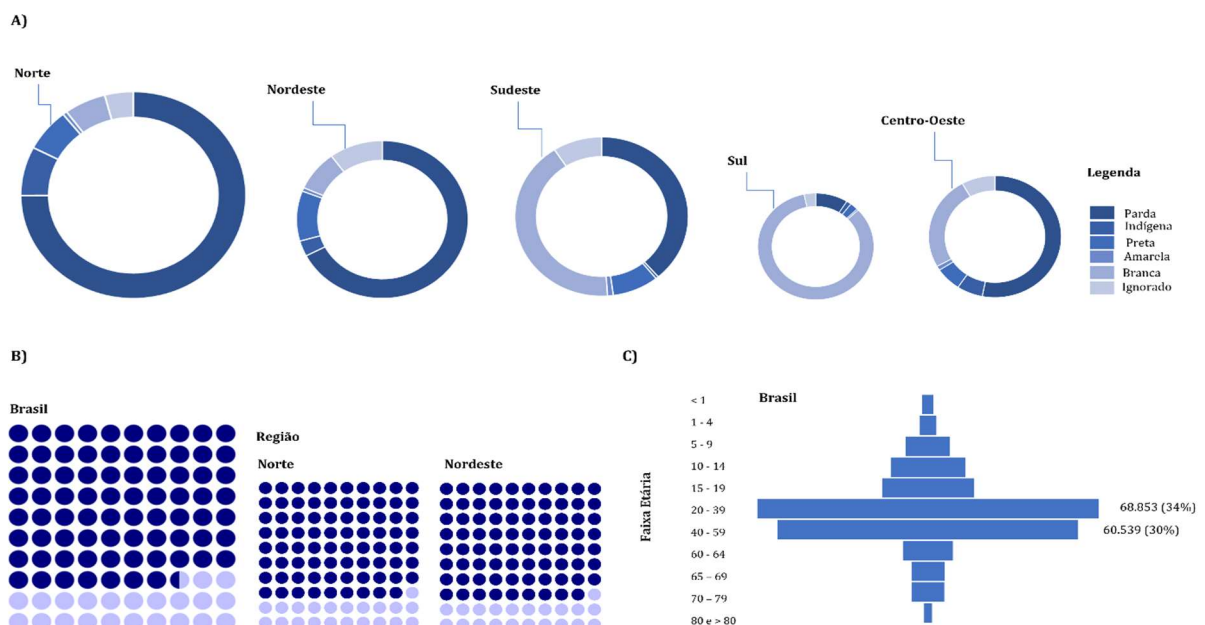 A)
Norte
Nordeste
Sudeste
Sul
Centro-Oeste
Legenda
Parda
Indígena
Preta
Amarela
Branca
Ignorado
B)
Brasil
Região
Norte
Nordeste
C)
Brasil
Faixa Etária
< 1
1 - 4
5 - 9
10 - 14
15 - 19
20 - 39
68.853 (34%)
40 - 59
60.539 (30%)
60 - 64
65 – 69
70 – 79
80 e > 80